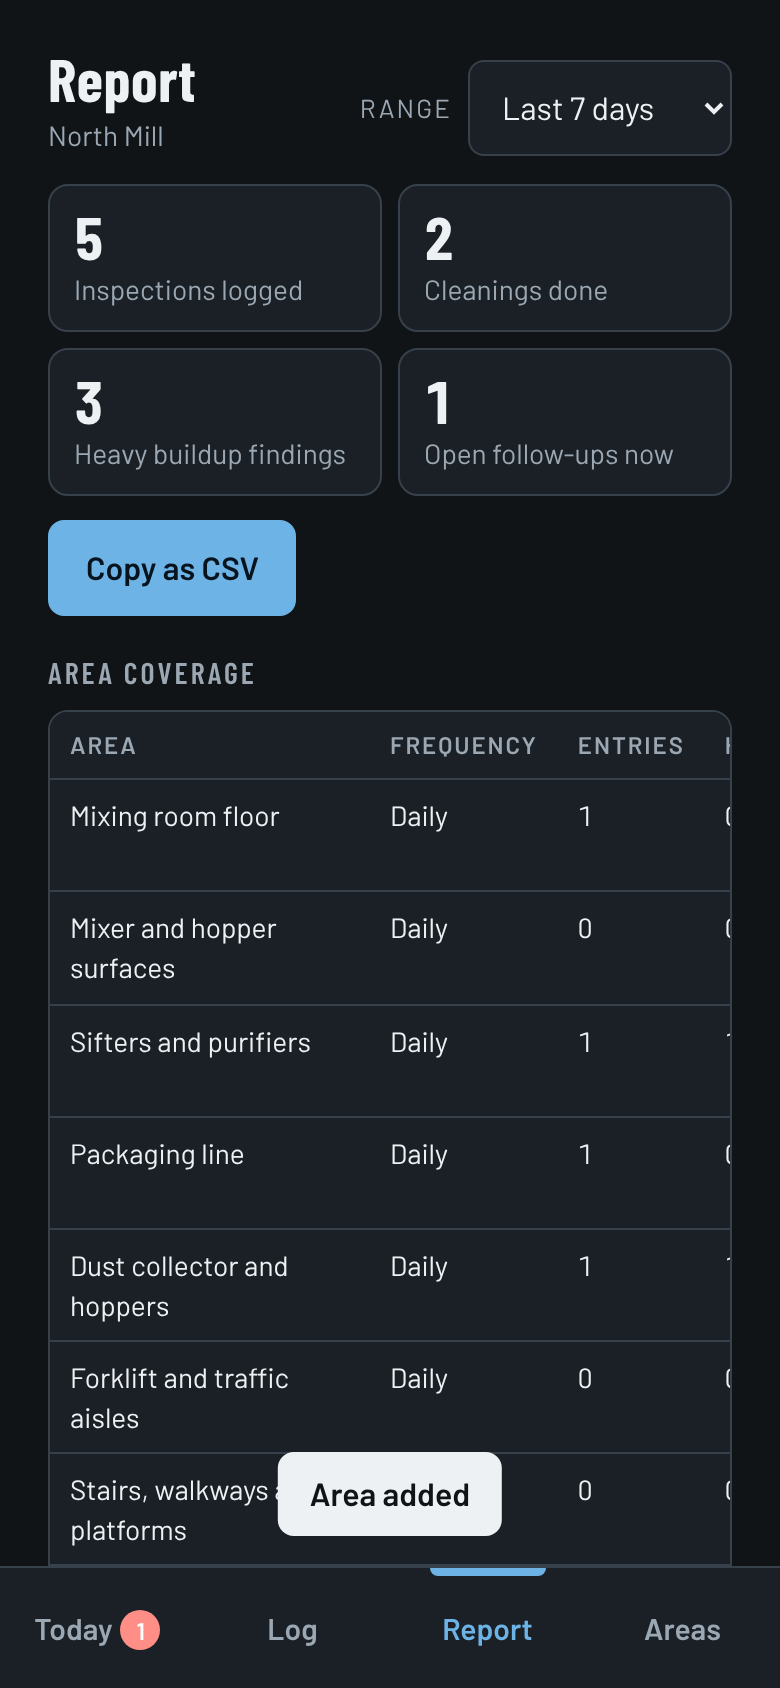 Report
North Mill
RANGE
Last 7 days
5
Inspections logged
2
Cleanings done
3
Heavy buildup findings
1
Open follow-ups now
Copy as CSV
AREA COVERAGE
AREA FREQUENCY ENTRIES
Mixing room floor Daily 1
Mixer and hopper Daily 0
surfaces
Sifters and purifiers Daily 1
Packaging line Daily 1
Dust collector and Daily 1
hoppers
Forklift and traffic Daily 0
aisles
Stairs, walkways 0
platforms
Area added
Today 1 Log Report Areas